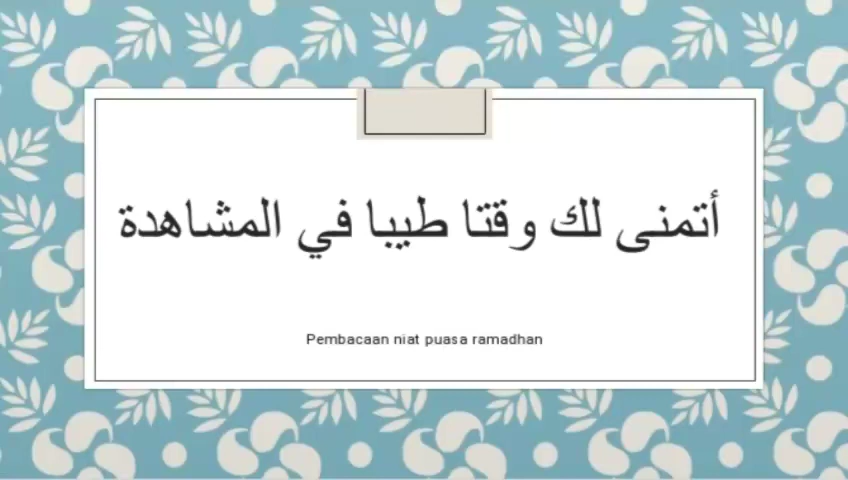 أتمنى لك وقتا طيبا في المشاهدة
Pembacaan niat puasa ramadhan